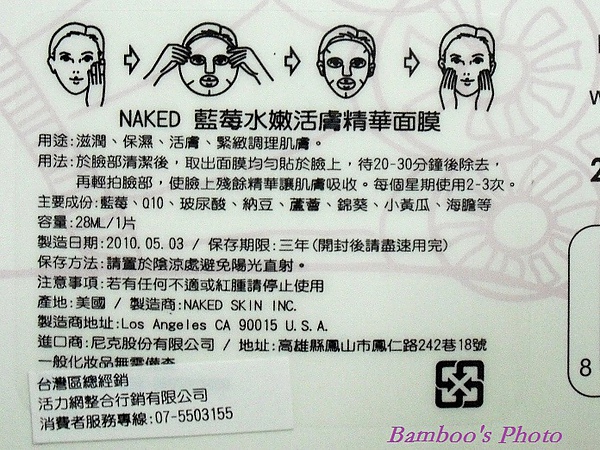 NAKED 藍莓水嫩活膚精華面膜
用途:滋潤、保濕、活膚、緊緻調理肌膚。
用法:於臉部清潔後，取出面膜均勻貼於臉上，待20-30分鐘後除去，
再輕拍臉部，使臉上殘餘精華讓肌膚吸收。每個星期使用2-3次。
主要成份:藍莓、Q10、玻尿酸、納豆、蘆薈、錦葵、小黃瓜、海膽等
容量:28ML/1片
製造日期:2010.05.03 / 保存期限:三年(開封後請盡速用完)
保存方法:請置於陰涼處避免陽光直射。
注意事項:若有任何不適或紅腫請停止使用
產地:美國 / 製造商:NAKED SKIN INC.
製造商地址:Los Angeles CA 90015 U.S.A.
進口商:尼克股份有限公司 / 地址:高雄縣鳳山市鳳仁路242巷18號
一般化妝品無需備查
台灣區總經銷
活力網整合行銷有限公司
消費者服務專線:07-5503155
8
Bamboo's Photo